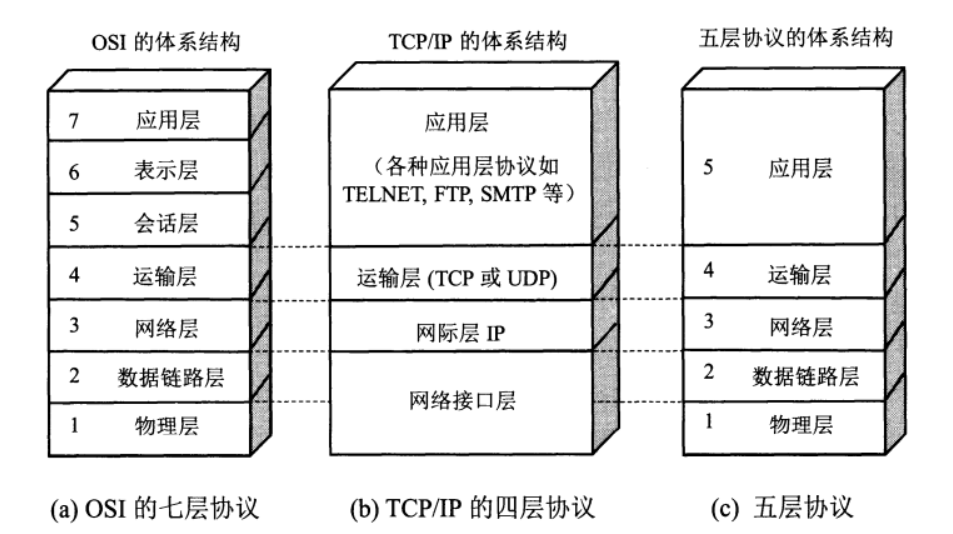 OSI 的体系结构
TCP/IP 的体系结构
五层协议的体系结构
7 应用层
6 表示层
5 会话层
4 运输层
3 网络层
2 数据链路层
1 物理层
应用层
（各种应用层协议如
TELNET, FTP, SMTP 等）
运输层 (TCP 或 UDP)
网际层 IP
网络接口层
5 应用层
4 运输层
3 网络层
2 数据链路层
1 物理层
(a) OSI 的七层协议
(b) TCP/IP 的四层协议
(c) 五层协议